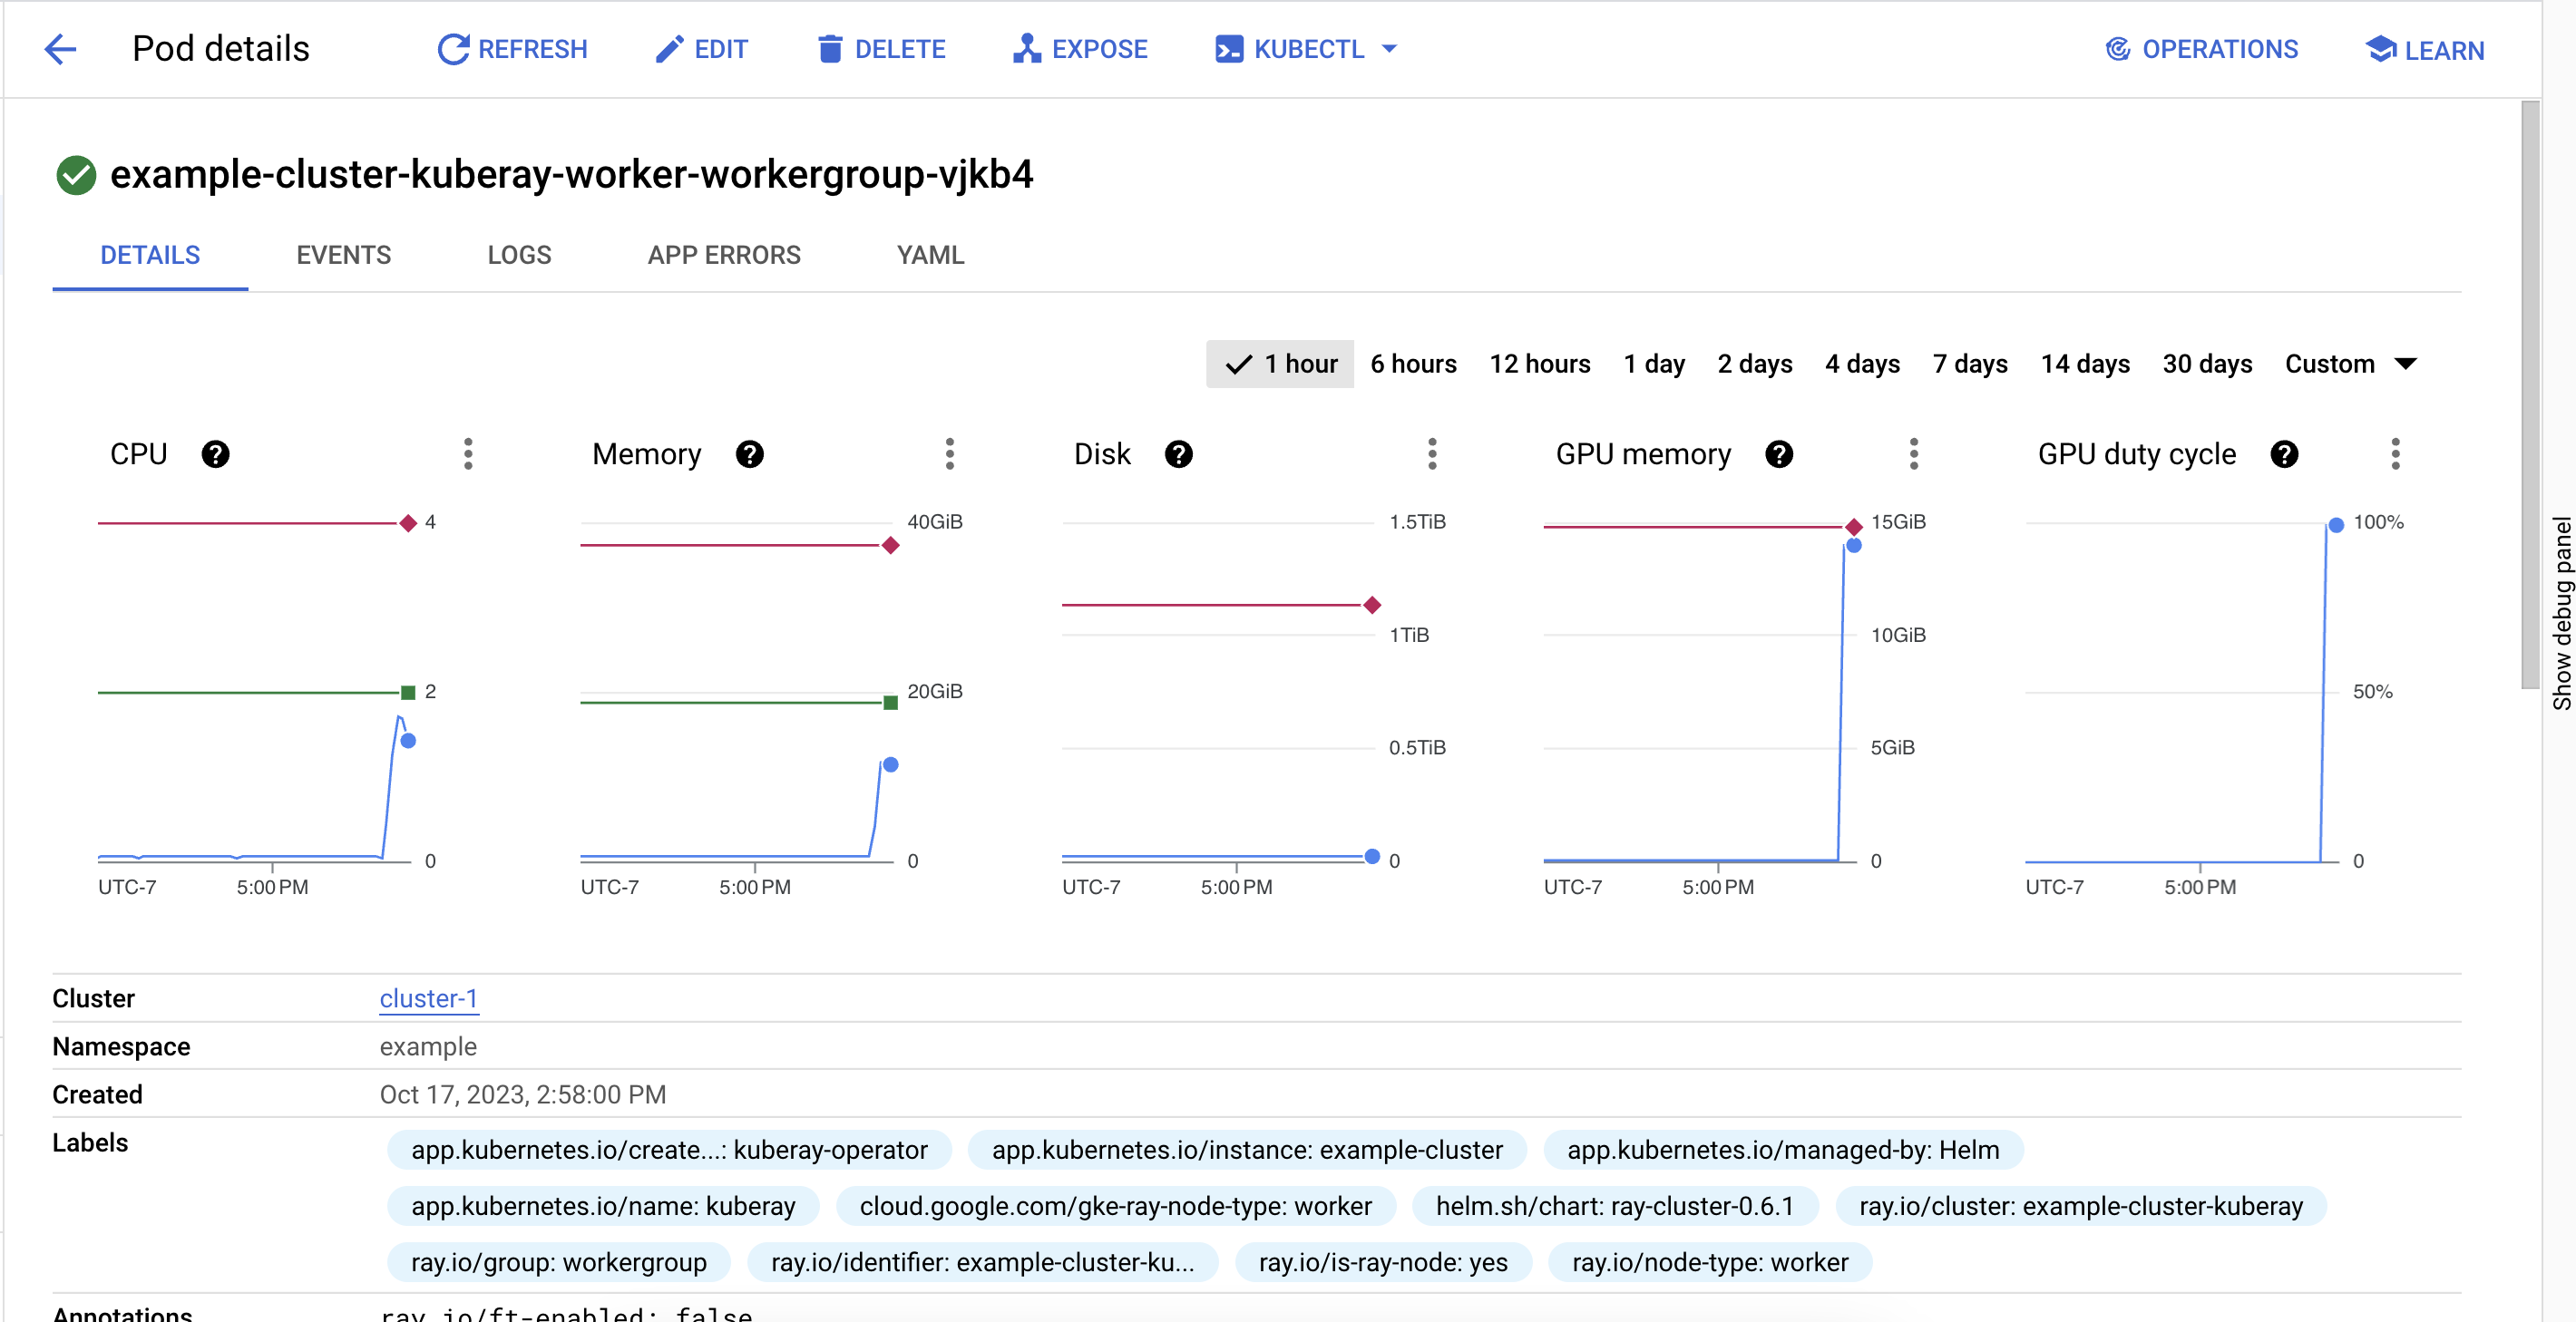 Pod details REFRESH EDIT DELETE EXPOSE KUBECTL OPERATIONS LEARN
example-cluster-kuberay-worker-workergroup-vjkb4
DETAILS EVENTS LOGS APP ERRORS YAML
1 hour 6 hours 12 hours 1 day 2 days 4 days 7 days 14 days 30 days Custom
CPU
4
2
0
UTC-7 5:00 PM
Memory
40GiB
20GiB
0
UTC-7 5:00 PM
Disk
1.5TiB
1TiB
0.5TiB
0
UTC-7 5:00 PM
GPU memory
15GiB
10GiB
5GiB
0
UTC-7 5:00 PM
GPU duty cycle
100%
50%
0
UTC-7 5:00 PM
Show debug panel
Cluster cluster-1
Namespace example
Created Oct 17, 2023, 2:58:00 PM
Labels app.kubernetes.io/create...: kuberay-operator app.kubernetes.io/instance: example-cluster app.kubernetes.io/managed-by: Helm
app.kubernetes.io/name: kuberay cloud.google.com/gke-ray-node-type: worker helm.sh/chart: ray-cluster-0.6.1 ray.io/cluster: example-cluster-kuberay
ray.io/group: workergroup ray.io/identifier: example-cluster-ku... ray.io/is-ray-node: yes ray.io/node-type: worker
Annotations ray.io/ft-enabled: false